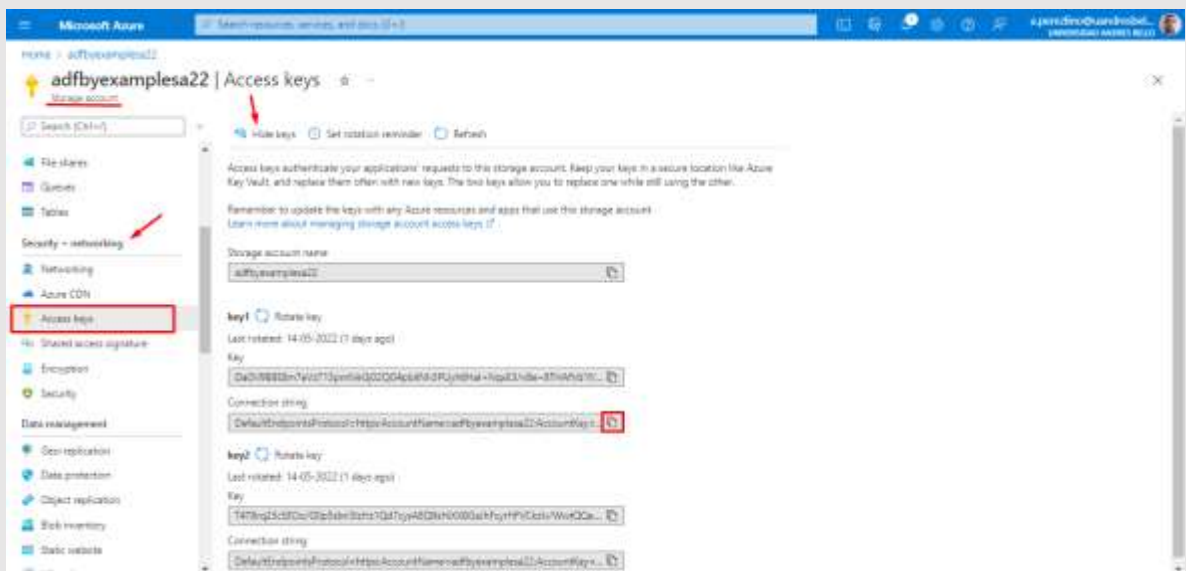 Microsoft Azure
Search resources, services, and docs (G+/)
UNIVERSIDAD ANDRES BELLO
Home > adfbyexamplesa22
adfbyexamplesa22 | Access keys
Storage account
Search (Ctrl+/)
Hide keys Set rotation reminder Refresh
File shares
Queues
Tables
Access keys authenticate your applications' requests to this storage account. Keep your keys in a secure location like Azure
Key Vault, and replace them often with new keys. The two keys allow you to replace one while still using the other.
Remember to update the keys with any Azure resources and apps that use this storage account.
Learn more about managing storage account access keys
Security + networking
Networking
Azure CDN
Access keys
Shared access signature
Encryption
Security
Data management
Geo-replication
Data protection
Object replication
Blob inventory
Static website
Storage account name
adfbyexamplesa22
key1 Rotate key
Last rotated: 14-05-2022 (1 days ago)
Key
Connection string
DefaultEndpointsProtocol=https;AccountName=adfbyexamplesa22;AccountKey=
key2 Rotate key
Last rotated: 14-05-2022 (1 days ago)
Key
Connection string
DefaultEndpointsProtocol=https;AccountName=adfbyexamplesa22;AccountKey=